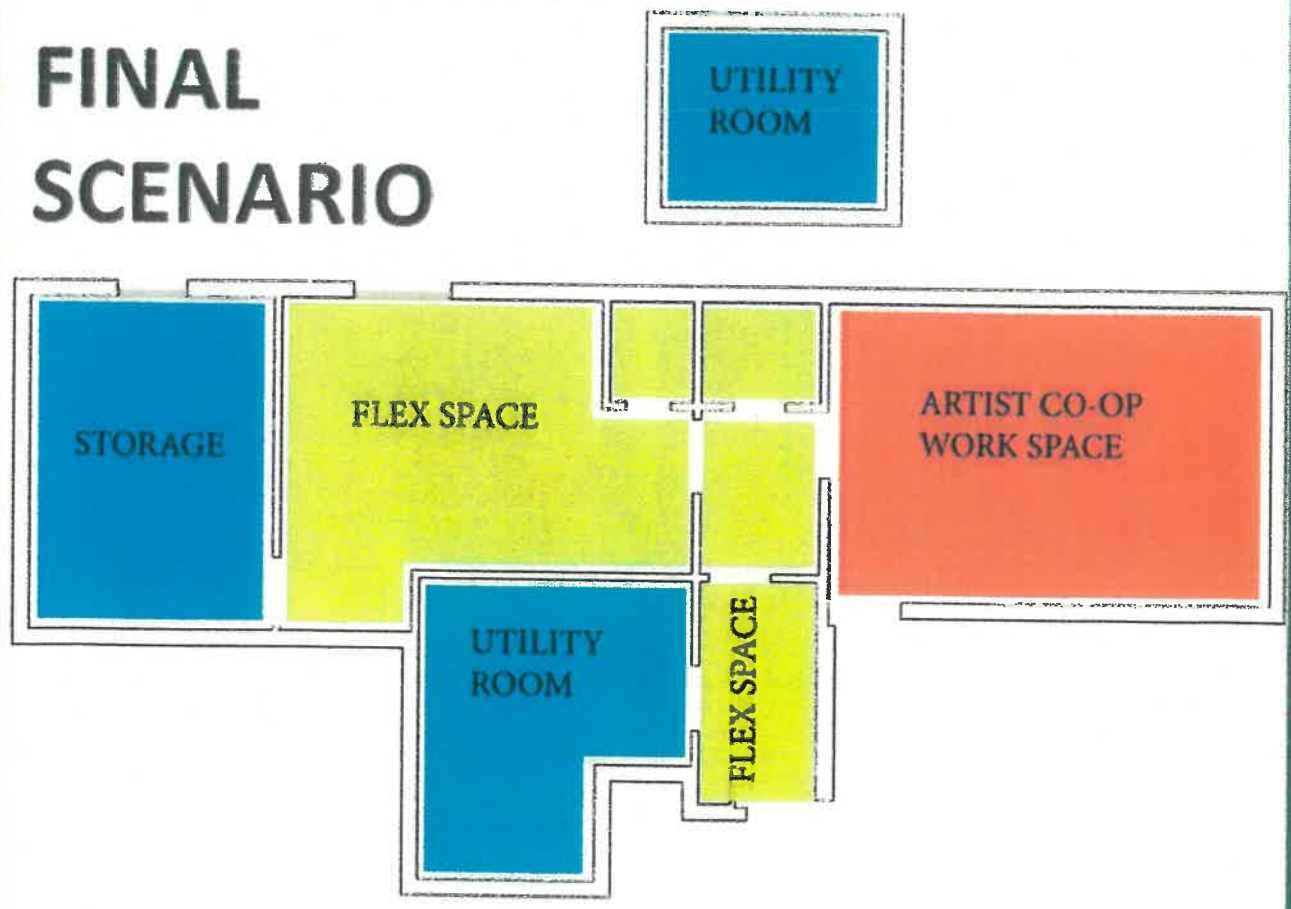 FINAL
SCENARIO
UTILITY
ROOM
STORAGE
FLEX SPACE
ARTIST CO-OP
WORK SPACE
UTILITY
ROOM
FLEX SPACE